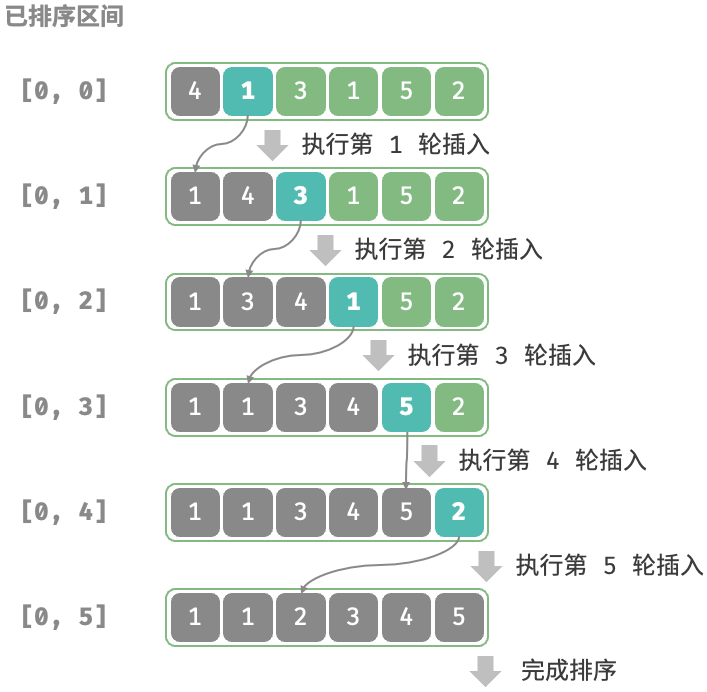 已排序区间
[0, 0] 4 1 3 1 5 2
执行第 1 轮插入
[0, 1] 1 4 3 1 5 2
执行第 2 轮插入
[0, 2] 1 3 4 1 5 2
执行第 3 轮插入
[0, 3] 1 1 3 4 5 2
执行第 4 轮插入
[0, 4] 1 1 3 4 5 2
执行第 5 轮插入
[0, 5] 1 1 2 3 4 5
完成排序